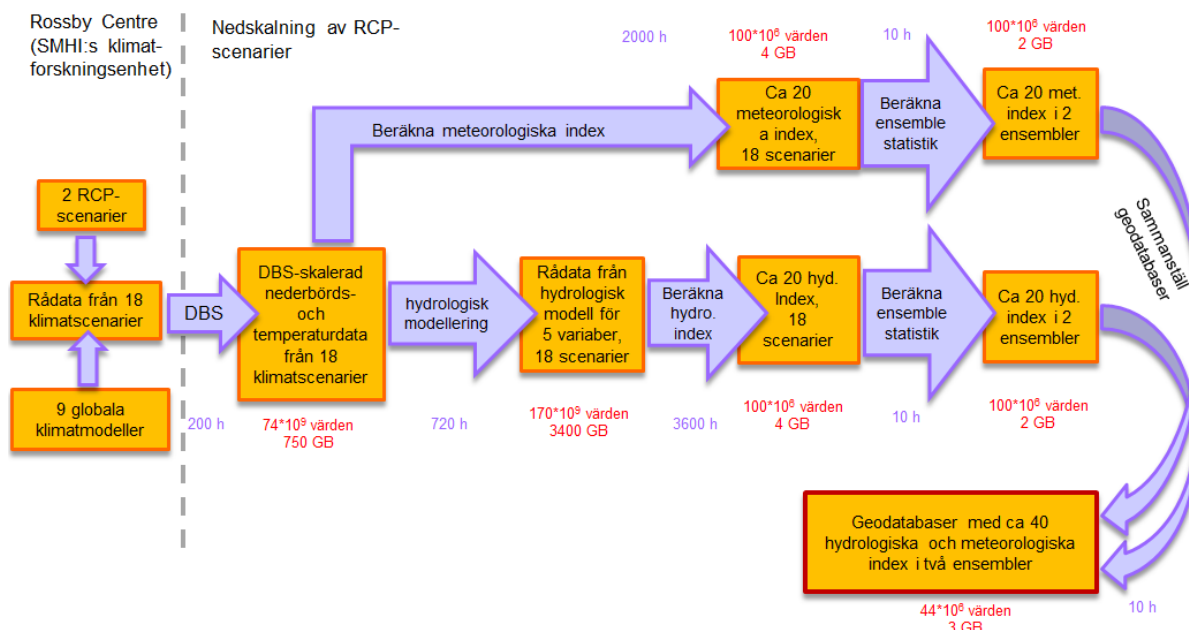 Rossby Centre
(SMHI:s klimat-
forskningsenhet)
Nedskalning av RCP-
scenarier
2000 h
100*10⁶ värden
4 GB
10 h
100*10⁶ värden
2 GB
Beräkna meteorologiska index
Ca 20
meteorologisk
a index,
18 scenarier
Beräkna
ensemble
statistik
Ca 20 met.
index i 2
ensembler
Sammanställ
geodatabaser
2 RCP-
scenarier
Rådata från 18
klimatscenarier
9 globala
klimatmodeller
DBS
200 h
DBS-skalerad
nederbörds-
och
temperaturdata
från 18
klimatscenarier
74*10⁹ värden
750 GB
hydrologisk
modellering
720 h
Rådata från
hydrologisk
modell för
5 variaber,
18 scenarier
170*10⁹ värden
3400 GB
Beräkna
hydro.
index
3600 h
Ca 20 hyd.
Index,
18
scenarier
100*10⁶ värden
4 GB
Beräkna
ensemble
statistik
10 h
Ca 20 hyd.
index i 2
ensembler
100*10⁶ värden
2 GB
Geodatabaser med ca 40
hydrologiska och meteorologiska
index i två ensembler
44*10⁶ värden
3 GB
10 h